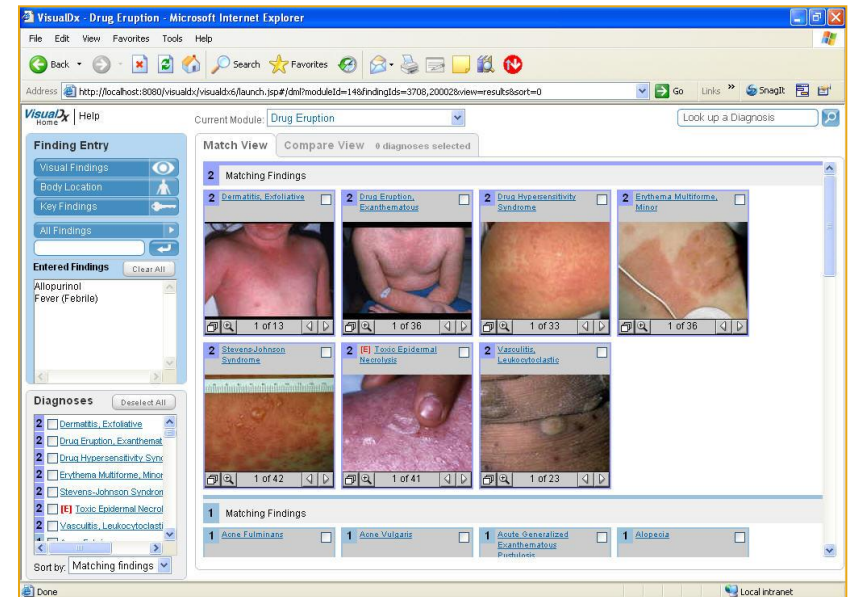 VisualDx - Drug Eruption - Microsoft Internet Explorer
File Edit View Favorites Tools Help
Back Search Favorites
Address http://localhost:8080/visualdx/visualdx6/launch.jsp#/dml?moduleId=14&findingIds=3708,20002&view=results&sort=0 Go Links » SnagIt
VisualDx Home Help Current Module: Drug Eruption Look up a Diagnosis
Finding Entry
Visual Findings
Body Location
Key Findings
All Findings
Entered Findings Clear All
Allopurinol
Fever (Febrile)
Diagnoses Deselect All
2 Dermatitis, Exfoliative
2 Drug Eruption, Exanthemat
2 Drug Hypersensitivity Sync
2 Erythema Multiforme, Minor
2 Stevens-Johnson Syndron
2 [E] Toxic Epidermal Necrol
2 Vasculitis, Leukocytoclasti
Sort by: Matching findings
Match View Compare View 0 diagnoses selected
2 Matching Findings
2 Dermatitis, Exfoliative
1 of 13
2 Drug Eruption,
Exanthematous
1 of 36
2 Drug Hypersensitivity
Syndrome
1 of 33
2 Erythema Multiforme,
Minor
1 of 36
2 Stevens-Johnson
Syndrome
1 of 42
2 [E] Toxic Epidermal
Necrolysis
1 of 41
2 Vasculitis,
Leukocytoclastic
1 of 23
1 Matching Findings
1 Acne Fulminans
1 Acne Vulgaris
1 Acute Generalized
Exanthematous
Pustulosis
1 Alopecia
Done Local intranet